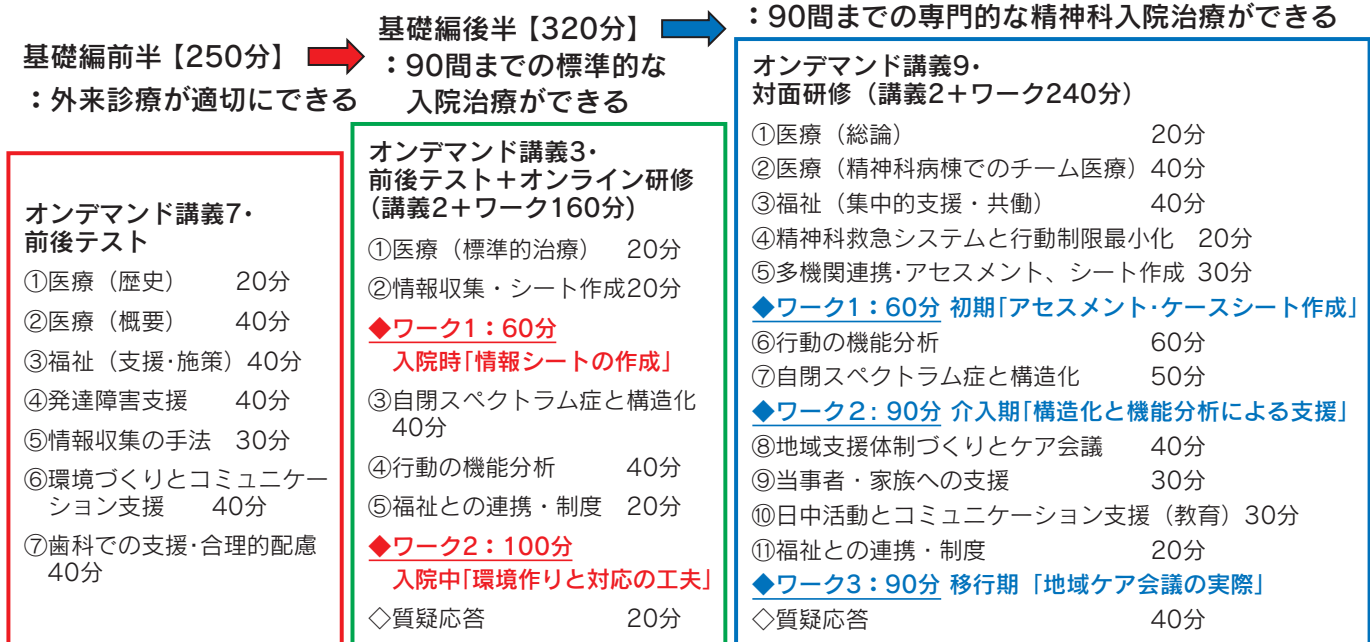 基礎編前半【250分】
：外来診療が適切にできる
オンデマンド講義7・
前後テスト
①医療（歴史） 20分
②医療（概要） 40分
③福祉（支援・施策）40分
④発達障害支援 40分
⑤情報収集の手法 30分
⑥環境づくりとコミュニケー
ション支援 40分
⑦歯科での支援・合理的配慮
40分
基礎編後半【320分】
：90間までの標準的な
入院治療ができる
オンデマンド講義3・
前後テスト＋オンライン研修
（講義2＋ワーク160分）
①医療（標準的治療） 20分
②情報収集・シート作成20分
◆ワーク1：60分
入院時「情報シートの作成」
③自閉スペクトラム症と構造化
40分
④行動の機能分析 40分
⑤福祉との連携・制度 20分
◆ワーク2：100分
入院中「環境作りと対応の工夫」
◇質疑応答 20分
：90間までの専門的な精神科入院治療ができる
オンデマンド講義9・
対面研修（講義2＋ワーク240分）
①医療（総論） 20分
②医療（精神科病棟でのチーム医療）40分
③福祉（集中的支援・共働） 40分
④精神科救急システムと行動制限最小化 20分
⑤多機関連携・アセスメント、シート作成 30分
◆ワーク1：60分 初期「アセスメント・ケースシート作成」
⑥行動の機能分析 60分
⑦自閉スペクトラム症と構造化 50分
◆ワーク2：90分 介入期「構造化と機能分析による支援」
⑧地域支援体制づくりとケア会議 40分
⑨当事者・家族への支援 30分
⑩日中活動とコミュニケーション支援（教育）30分
⑪福祉との連携・制度 20分
◆ワーク3：90分 移行期「地域ケア会議の実際」
◇質疑応答 40分